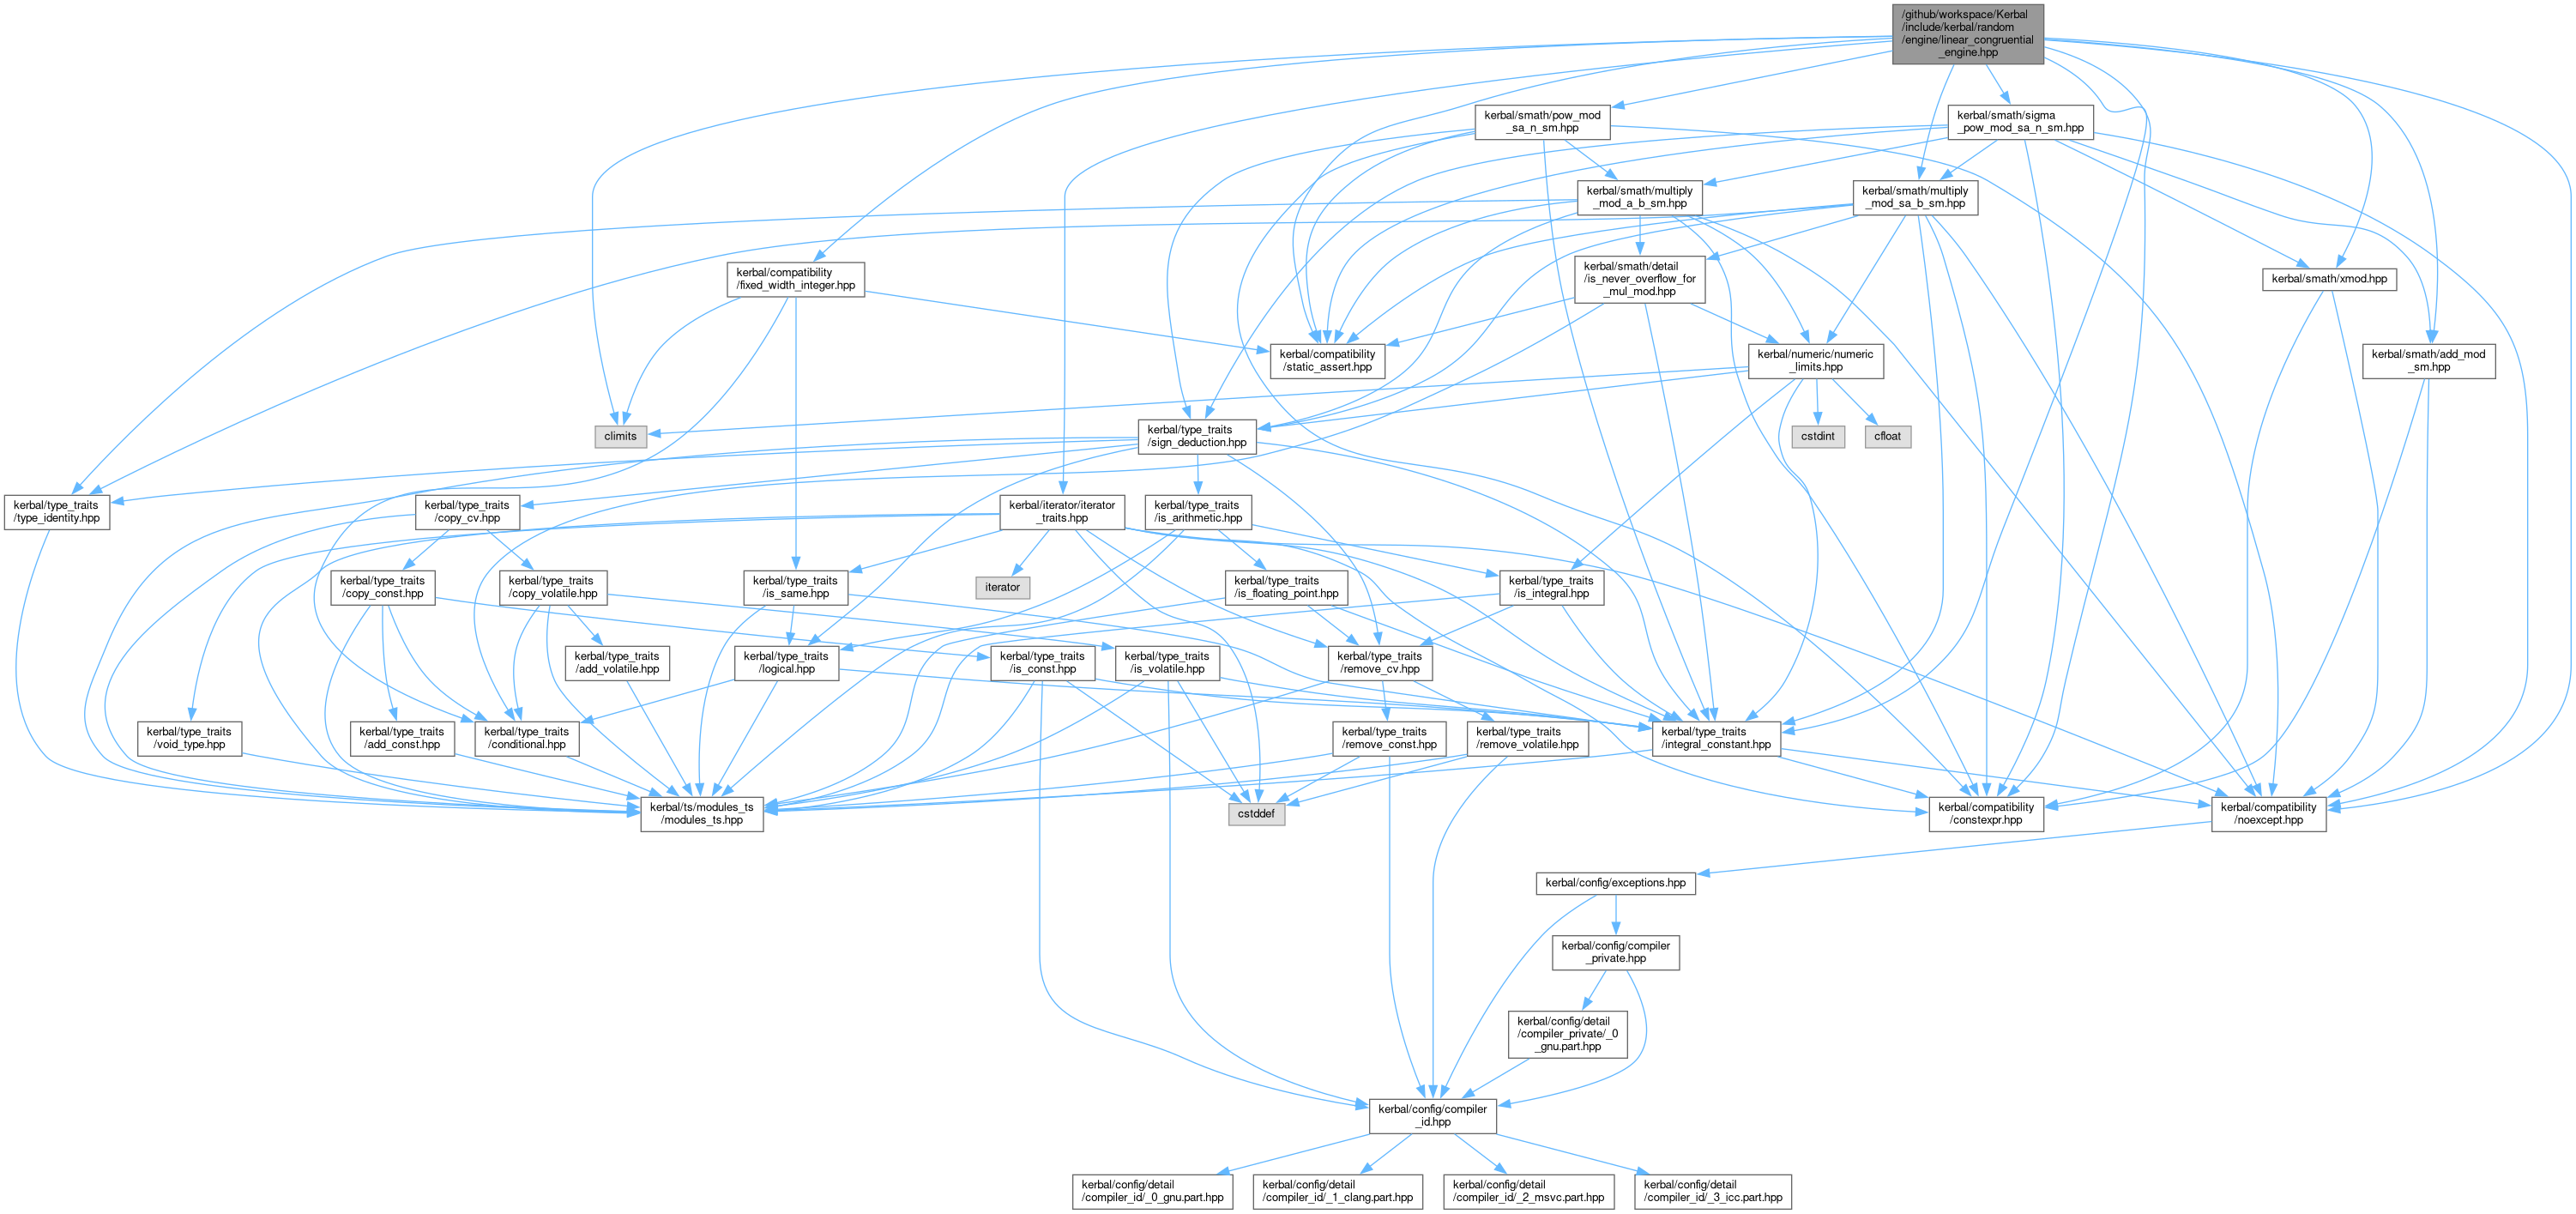 /github/workspace/Kerbal
/include/kerbal/random
/engine/linear_congruential
_engine.hpp
kerbal/smath/pow_mod
_sa_n_sm.hpp
kerbal/smath/sigma
_pow_mod_sa_n_sm.hpp
kerbal/smath/multiply
_mod_a_b_sm.hpp
kerbal/smath/multiply
_mod_sa_b_sm.hpp
kerbal/compatibility
/fixed_width_integer.hpp
kerbal/smath/detail
/is_never_overflow_for
_mul_mod.hpp
kerbal/smath/xmod.hpp
kerbal/compatibility
/static_assert.hpp
kerbal/numeric/numeric
_limits.hpp
kerbal/smath/add_mod
_sm.hpp
climits
kerbal/type_traits
/sign_deduction.hpp
cstdint
cfloat
kerbal/type_traits
/type_identity.hpp
kerbal/type_traits
/copy_cv.hpp
kerbal/iterator/iterator
_traits.hpp
kerbal/type_traits
/is_arithmetic.hpp
kerbal/type_traits
/copy_const.hpp
kerbal/type_traits
/copy_volatile.hpp
kerbal/type_traits
/is_same.hpp
iterator
kerbal/type_traits
/is_floating_point.hpp
kerbal/type_traits
/is_integral.hpp
kerbal/type_traits
/add_volatile.hpp
kerbal/type_traits
/logical.hpp
kerbal/type_traits
/is_const.hpp
kerbal/type_traits
/is_volatile.hpp
kerbal/type_traits
/remove_cv.hpp
kerbal/type_traits
/void_type.hpp
kerbal/type_traits
/add_const.hpp
kerbal/type_traits
/conditional.hpp
kerbal/type_traits
/remove_const.hpp
kerbal/type_traits
/remove_volatile.hpp
kerbal/type_traits
/integral_constant.hpp
kerbal/ts/modules_ts
/modules_ts.hpp
cstddef
kerbal/compatibility
/constexpr.hpp
kerbal/compatibility
/noexcept.hpp
kerbal/config/exceptions.hpp
kerbal/config/compiler
_private.hpp
kerbal/config/detail
/compiler_private/_0
_gnu.part.hpp
kerbal/config/compiler
_id.hpp
kerbal/config/detail
/compiler_id/_0_gnu.part.hpp
kerbal/config/detail
/compiler_id/_1_clang.part.hpp
kerbal/config/detail
/compiler_id/_2_msvc.part.hpp
kerbal/config/detail
/compiler_id/_3_icc.part.hpp